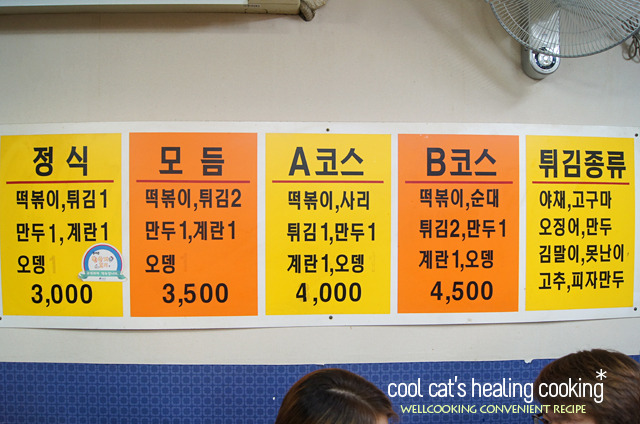 정식
떡볶이,튀김1
만두1,계란1
오뎅
3,000
모듬
떡볶이,튀김2
만두1,계란1
오뎅
3,500
A코스
떡볶이,사리
튀김1,만두1
계란1,오뎅
4,000
B코스
떡볶이,순대
튀김2,만두1
계란1,오뎅
4,500
튀김종류
야채,고구마
오징어,만두
김말이,못난이
고추,피자만두
cool cat's healing cooking*
WELLCOOKING CONVENIENT RECIPE